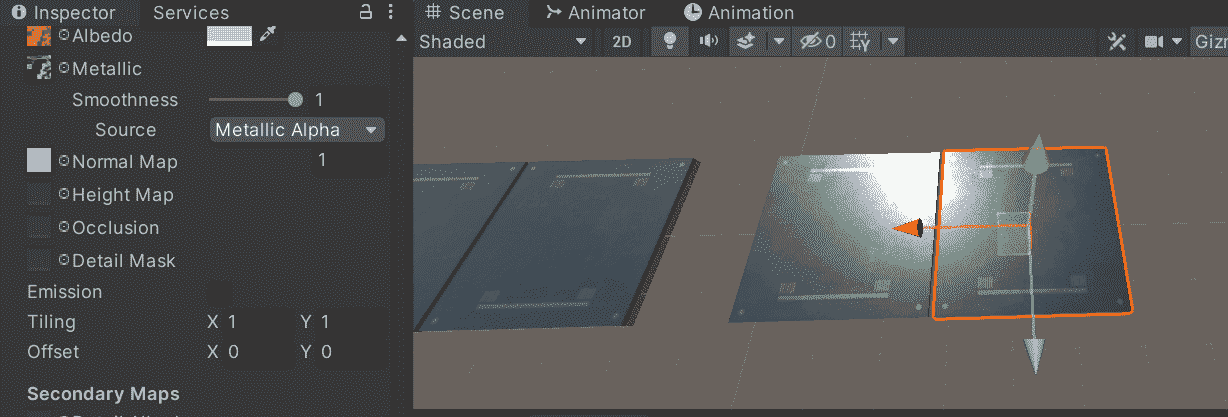 Inspector Services
Scene Animator Animation
Shaded 2D 0 Giz
Albedo
Metallic
Smoothness 1
Source Metallic Alpha
Normal Map 1
Height Map
Occlusion
Detail Mask
Emission
Tiling X 1 Y 1
Offset X 0 Y 0
Secondary Maps